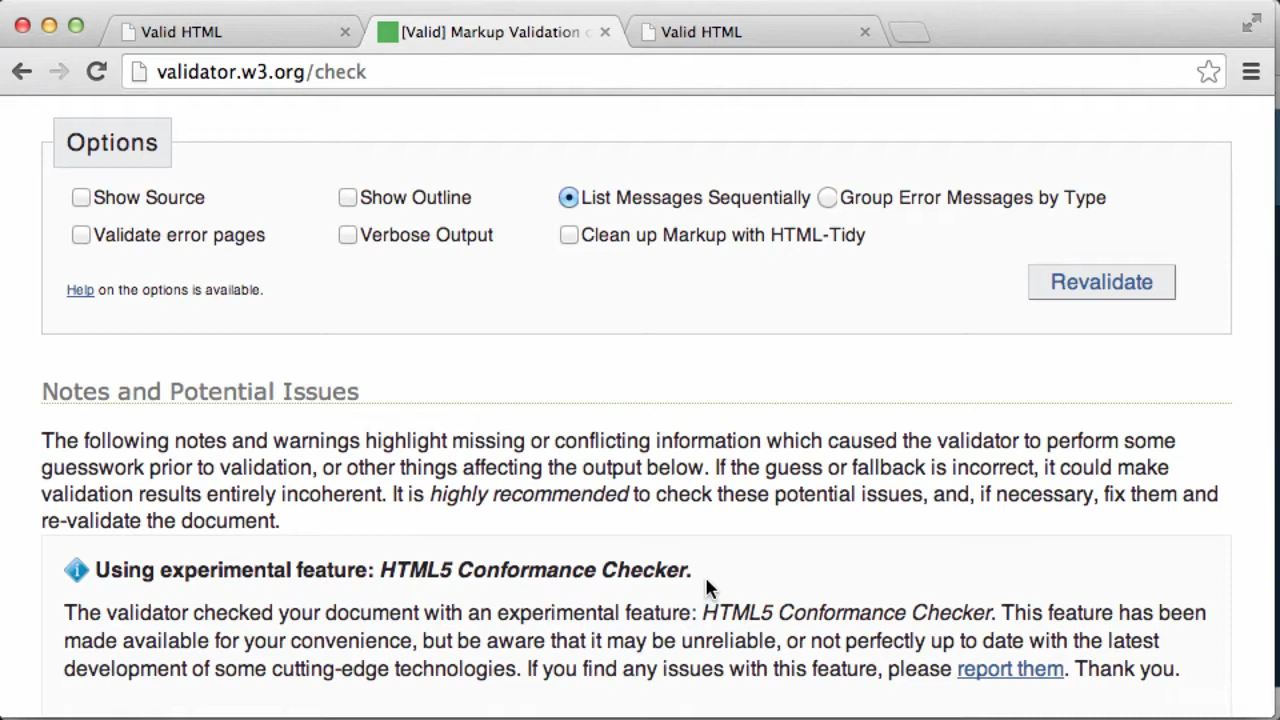 Valid HTML
[Valid] Markup Validation
Valid HTML
validator.w3.org/check
Options
Show Source
Show Outline
List Messages Sequentially
Group Error Messages by Type
Validate error pages
Verbose Output
Clean up Markup with HTML-Tidy
Help on the options is available.
Revalidate
Notes and Potential Issues
The following notes and warnings highlight missing or conflicting information which caused the validator to perform some
guesswork prior to validation, or other things affecting the output below. If the guess or fallback is incorrect, it could make
validation results entirely incoherent. It is highly recommended to check these potential issues, and, if necessary, fix them and
re-validate the document.
Using experimental feature: HTML5 Conformance Checker.
The validator checked your document with an experimental feature: HTML5 Conformance Checker. This feature has been
made available for your convenience, but be aware that it may be unreliable, or not perfectly up to date with the latest
development of some cutting-edge technologies. If you find any issues with this feature, please report them. Thank you.